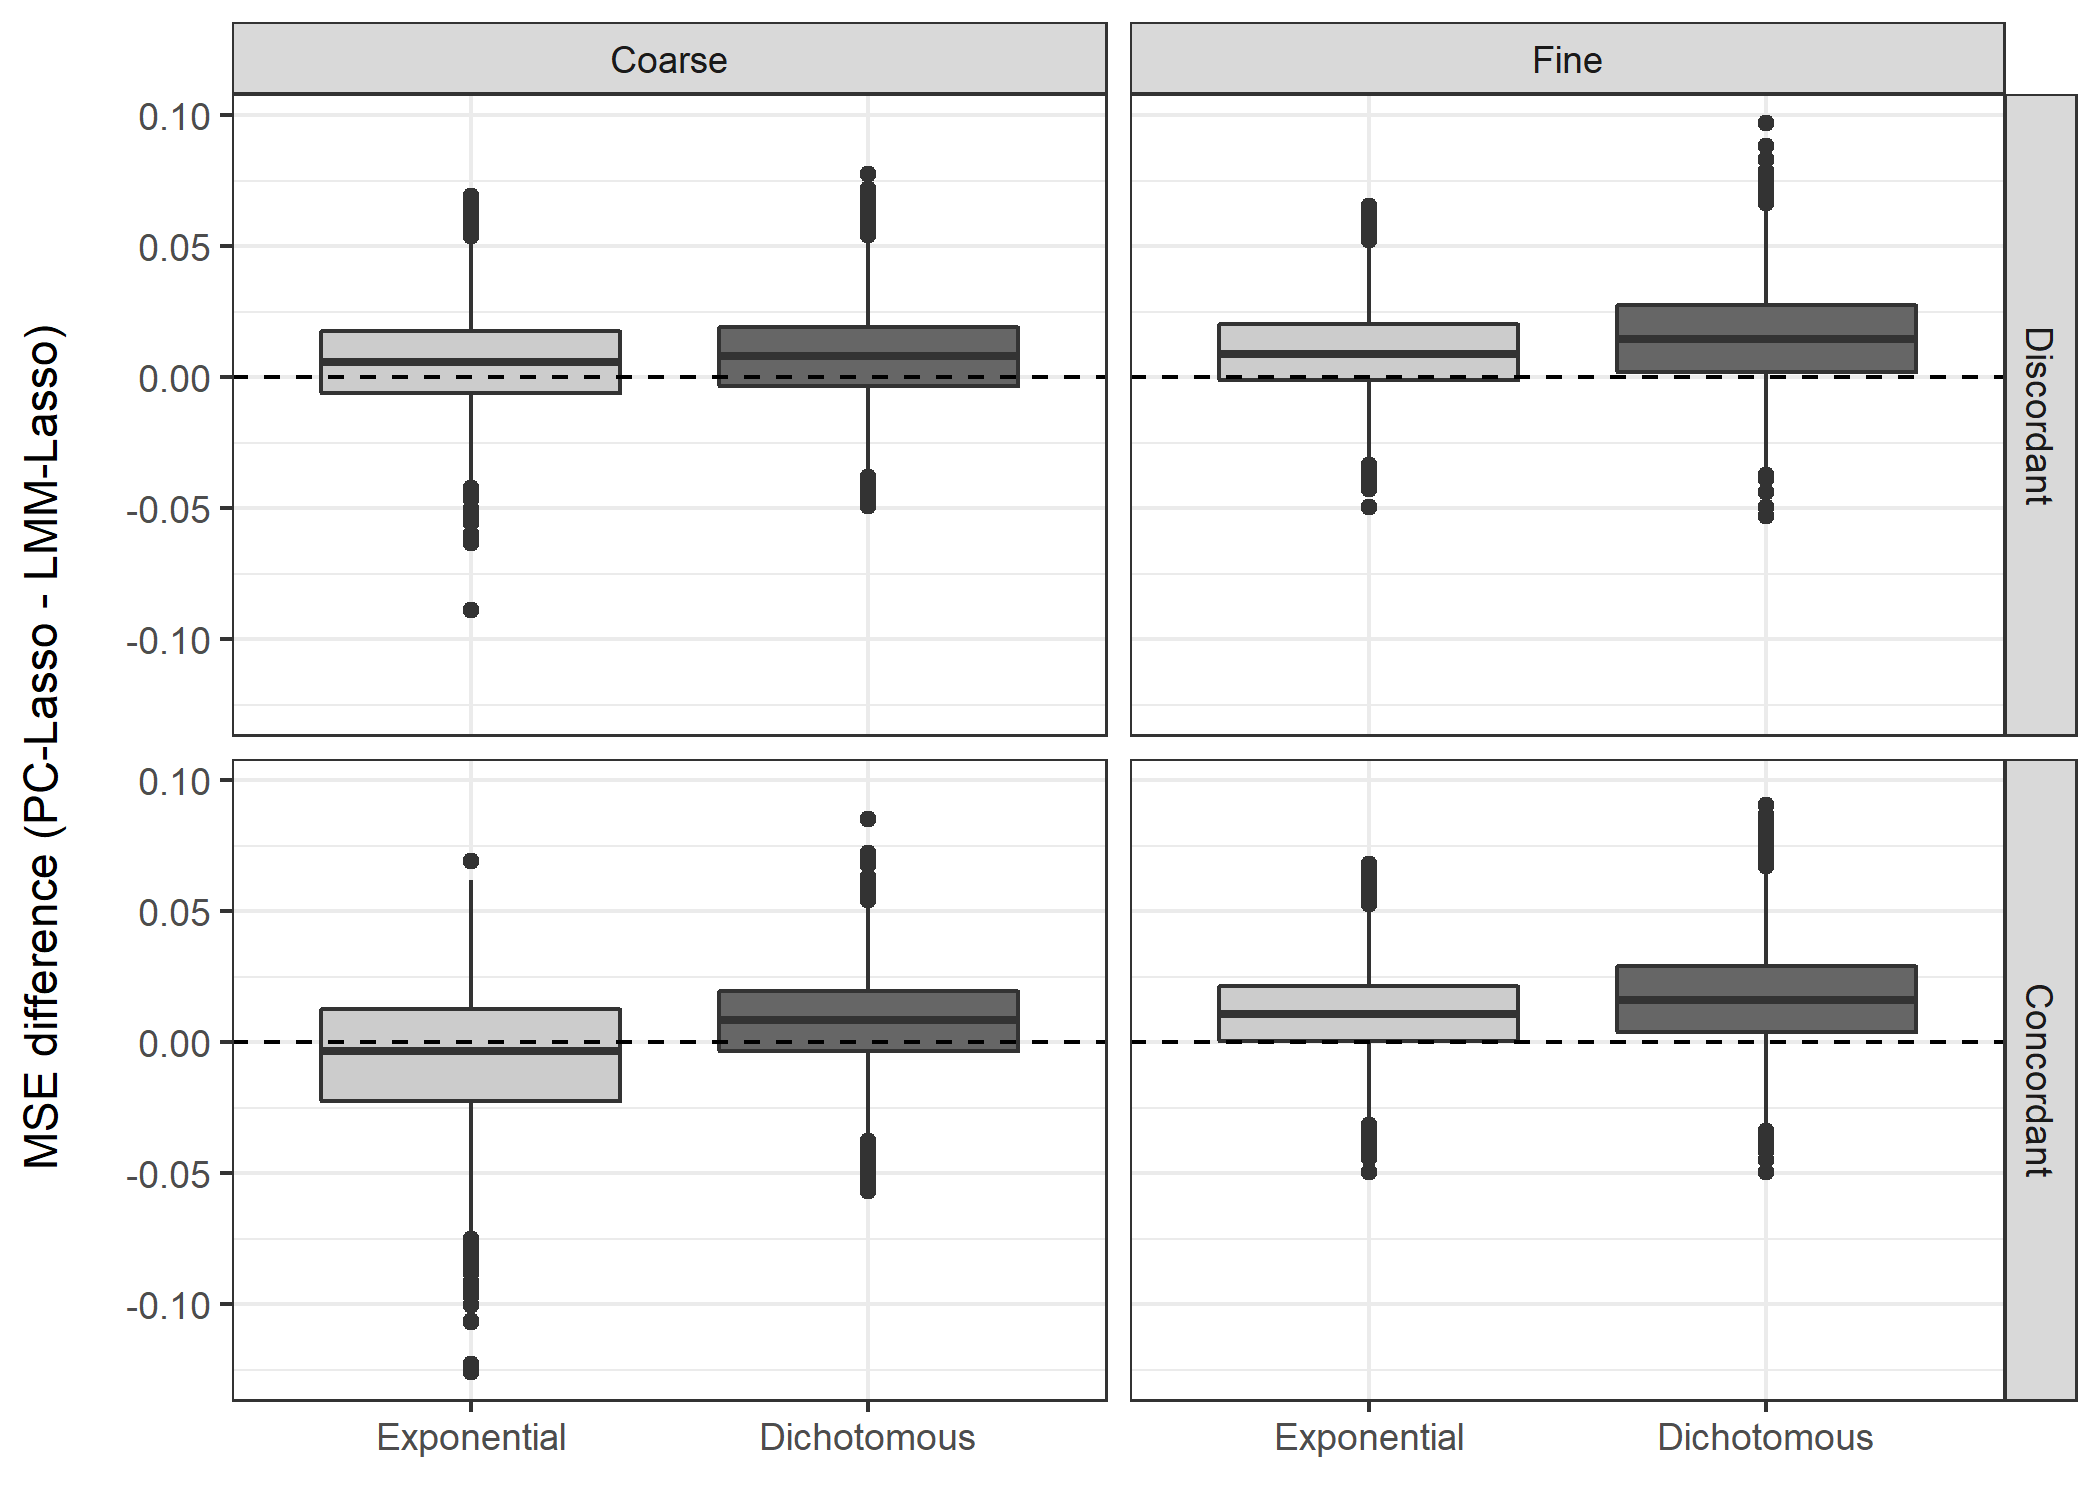 Coarse
Fine
MSE difference (PC-Lasso - LMM-Lasso)
0.10
0.05
0.00
-0.05
-0.10
Discordant
0.10
0.05
0.00
-0.05
-0.10
Concordant
Exponential
Dichotomous
Exponential
Dichotomous